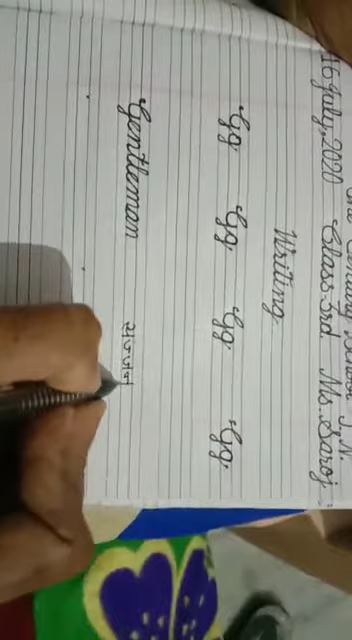 16 July, 2020 Class 3rd Ms. Saroj
Writing
Gg Gg Gg Gg
Gentleman सज्जन